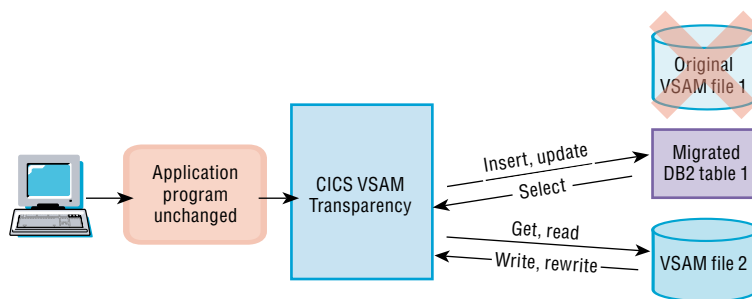 Original
VSAM file 1
Application
program
unchanged
CICS VSAM
Transparency
Insert, update
Select
Migrated
DB2 table 1
Get, read
Write, rewrite
VSAM file 2